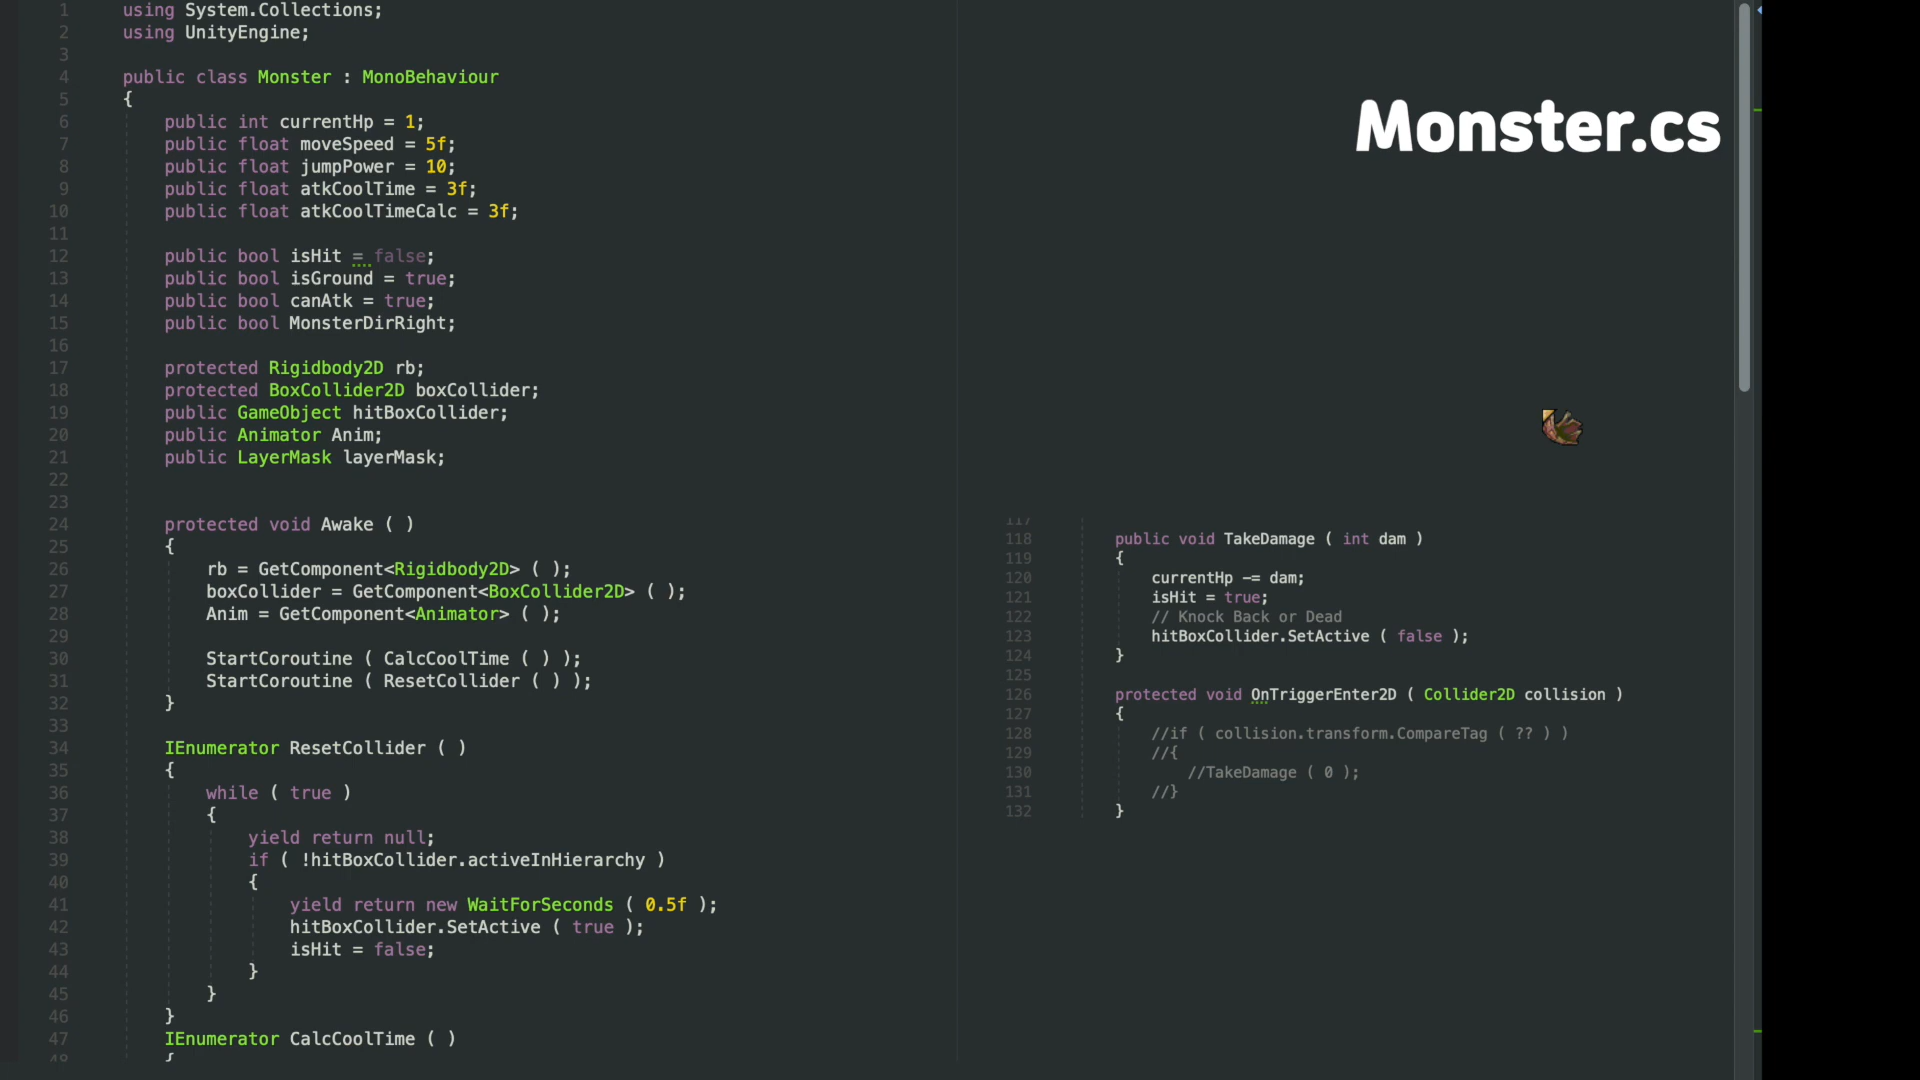 1 using System.Collections;
2 using UnityEngine;
3
4 public class Monster : MonoBehaviour
5 {
6 public int currentHp = 1;
7 public float moveSpeed = 5f;
8 public float jumpPower = 10;
9 public float atkCoolTime = 3f;
10 public float atkCoolTimeCalc = 3f;
11
12 public bool isHit = false;
13 public bool isGround = true;
14 public bool canAtk = true;
15 public bool MonsterDirRight;
16
17 protected Rigidbody2D rb;
18 protected BoxCollider2D boxCollider;
19 public GameObject hitBoxCollider;
20 public Animator Anim;
21 public LayerMask layerMask;
22
23
24 protected void Awake ( )
25 {
26 rb = GetComponent<Rigidbody2D> ( );
27 boxCollider = GetComponent<BoxCollider2D> ( );
28 Anim = GetComponent<Animator> ( );
29
30 StartCoroutine ( CalcCoolTime ( ) );
31 StartCoroutine ( ResetCollider ( ) );
32 }
33
34 IEnumerator ResetCollider ( )
35 {
36 while ( true )
37 {
38 yield return null;
39 if ( !hitBoxCollider.activeInHierarchy )
40 {
41 yield return new WaitForSeconds ( 0.5f );
42 hitBoxCollider.SetActive ( true );
43 isHit = false;
44 }
45 }
46 }
47 IEnumerator CalcCoolTime ( )
48 {
Monster.cs
117
118 public void TakeDamage ( int dam )
119 {
120 currentHp -= dam;
121 isHit = true;
122 // Knock Back or Dead
123 hitBoxCollider.SetActive ( false );
124 }
125
126 protected void OnTriggerEnter2D ( Collider2D collision )
127 {
128 //if ( collision.transform.CompareTag ( ?? ) )
129 //{
130 //TakeDamage ( 0 );
131 //}
132 }